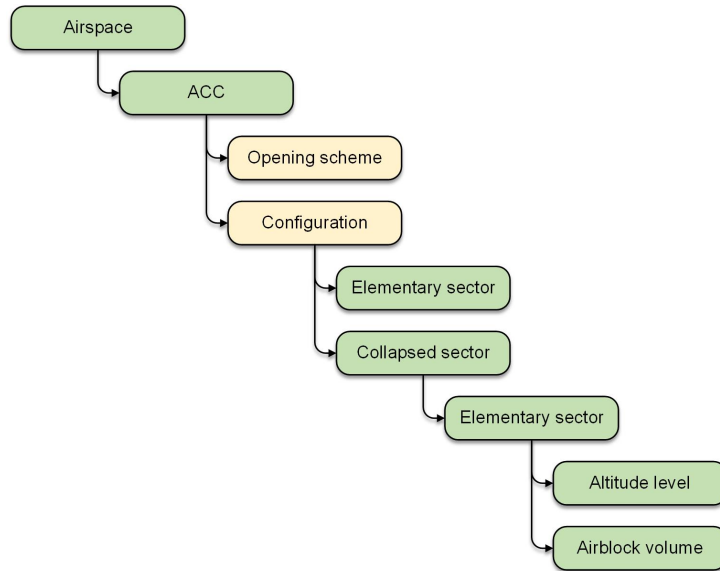 Airspace
ACC
Opening scheme
Configuration
Elementary sector
Collapsed sector
Elementary sector
Altitude level
Airblock volume